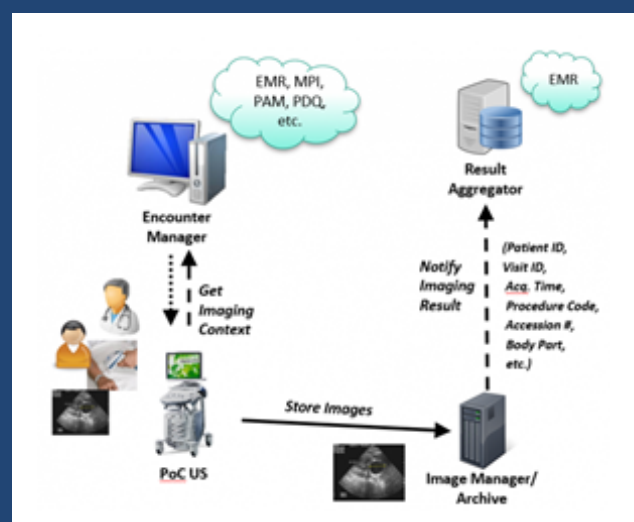 EMR, MPI,
PAM, PDQ,
etc.
EMR
Encounter
Manager
Result
Aggregator
Get
Imaging
Context
Notify
Imaging
Result
(Patient ID,
Visit ID,
Acq. Time,
Procedure Code,
Accession #,
Body Part,
etc.)
Store Images
PoC US
Image Manager/
Archive